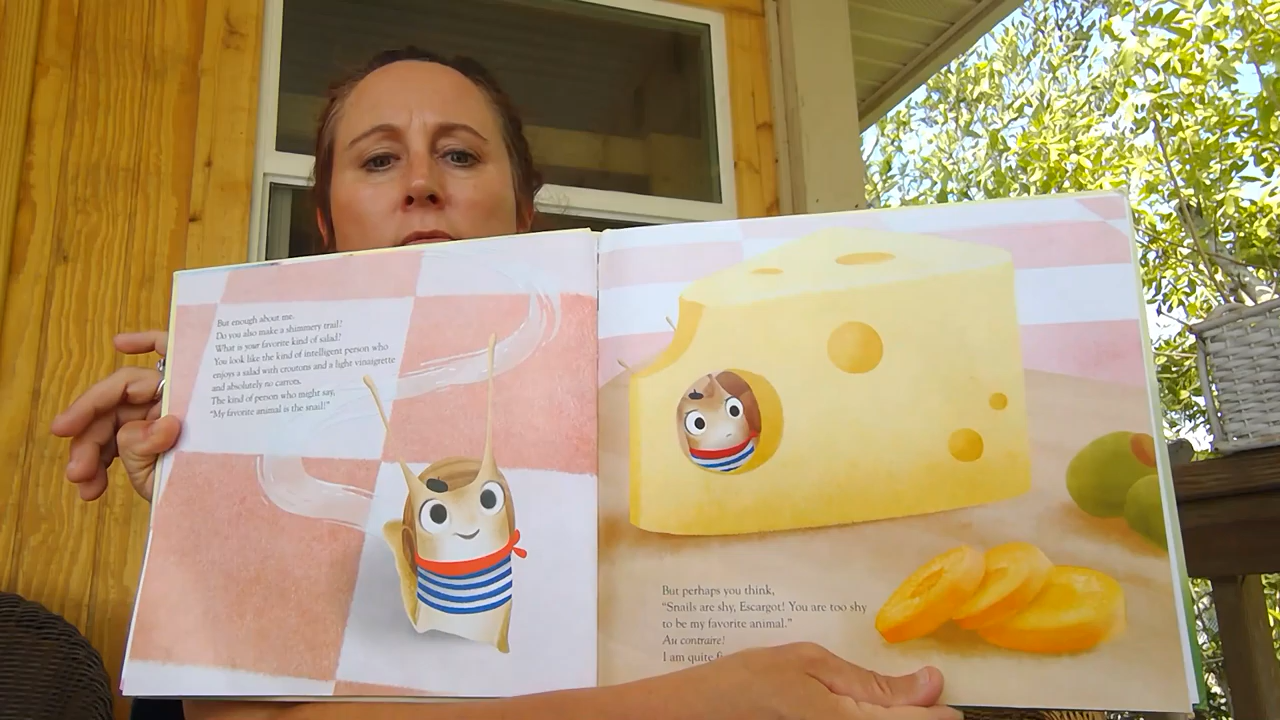 But enough about me.
Do you also make a shimmery trail?
What is your favorite kind of salad?
You look like the kind of intelligent person who
enjoys a salad with croutons and a light vinaigrette
and absolutely no carrots.
The kind of person who might say,
"My favorite animal is the snail!"
But perhaps you think,
"Snails are shy, Escargot! You are too shy
to be my favorite animal."
Au contraire!
I am quite